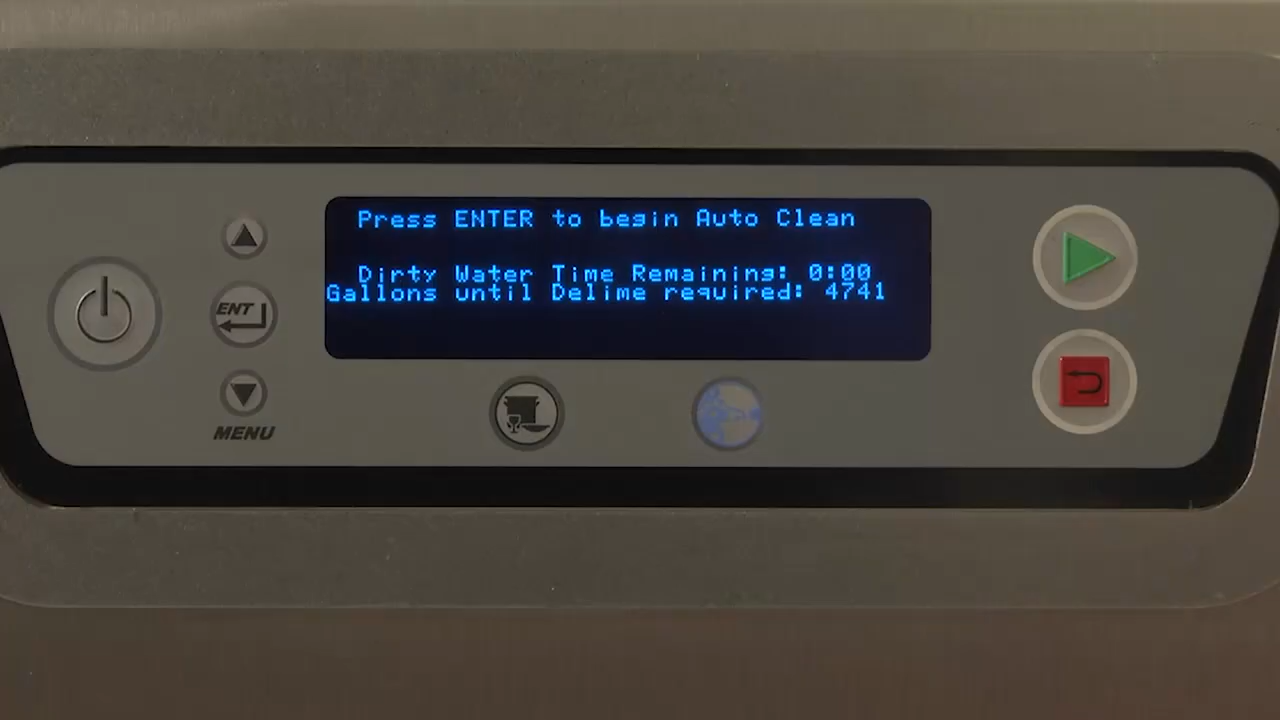 Press ENTER to begin Auto Clean
Dirty Water Time Remaining: 0:00
Gallons until Delime required: 4741
ENT
MENU